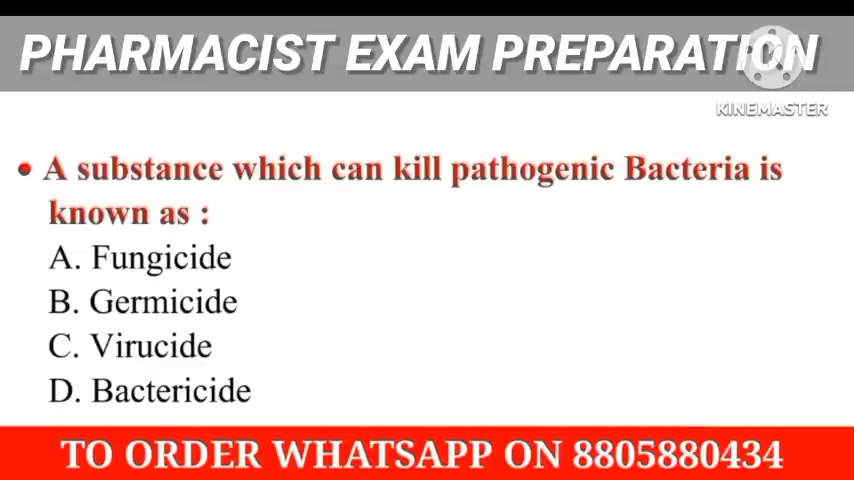 PHARMACIST EXAM PREPARATION
KINEMASTER
• A substance which can kill pathogenic Bacteria is
known as :
A. Fungicide
B. Germicide
C. Virucide
D. Bactericide
TO ORDER WHATSAPP ON 8805880434